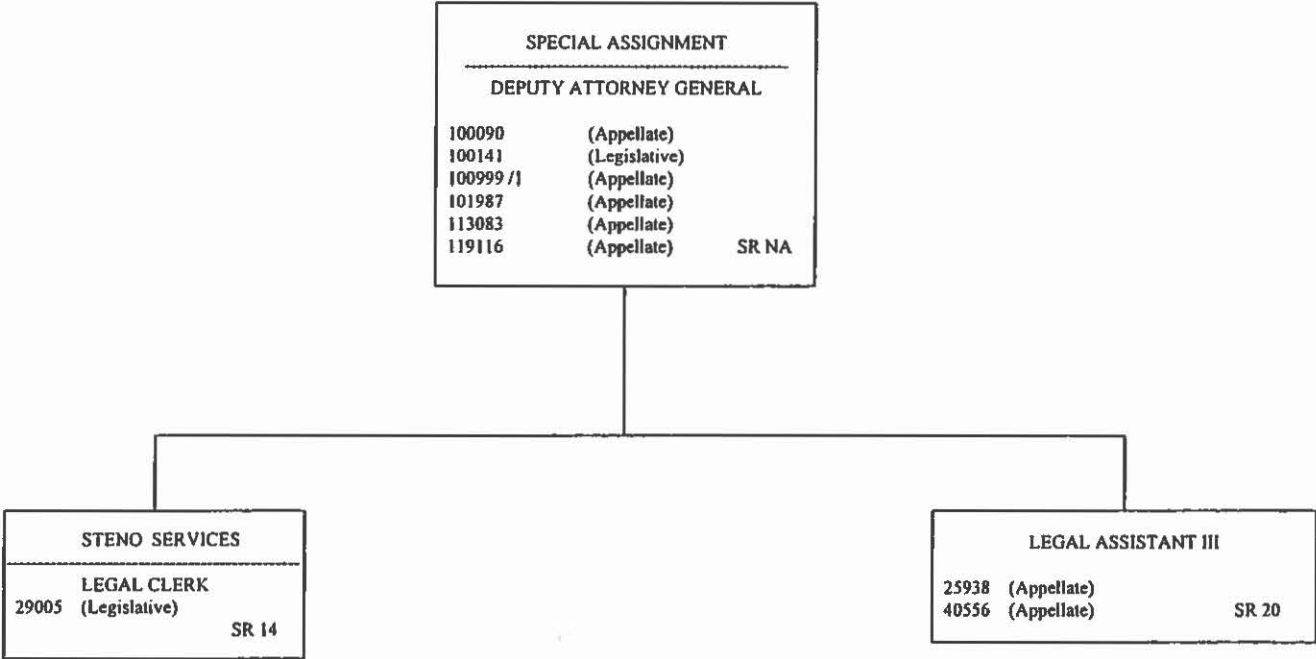 SPECIAL ASSIGNMENT
DEPUTY ATTORNEY GENERAL
100090 (Appellate)
100141 (Legislative)
100999 /1 (Appellate)
101987 (Appellate)
113083 (Appellate)
119116 (Appellate) SR NA
STENO SERVICES
LEGAL CLERK
29005 (Legislative)
SR 14
LEGAL ASSISTANT III
25938 (Appellate)
40556 (Appellate) SR 20